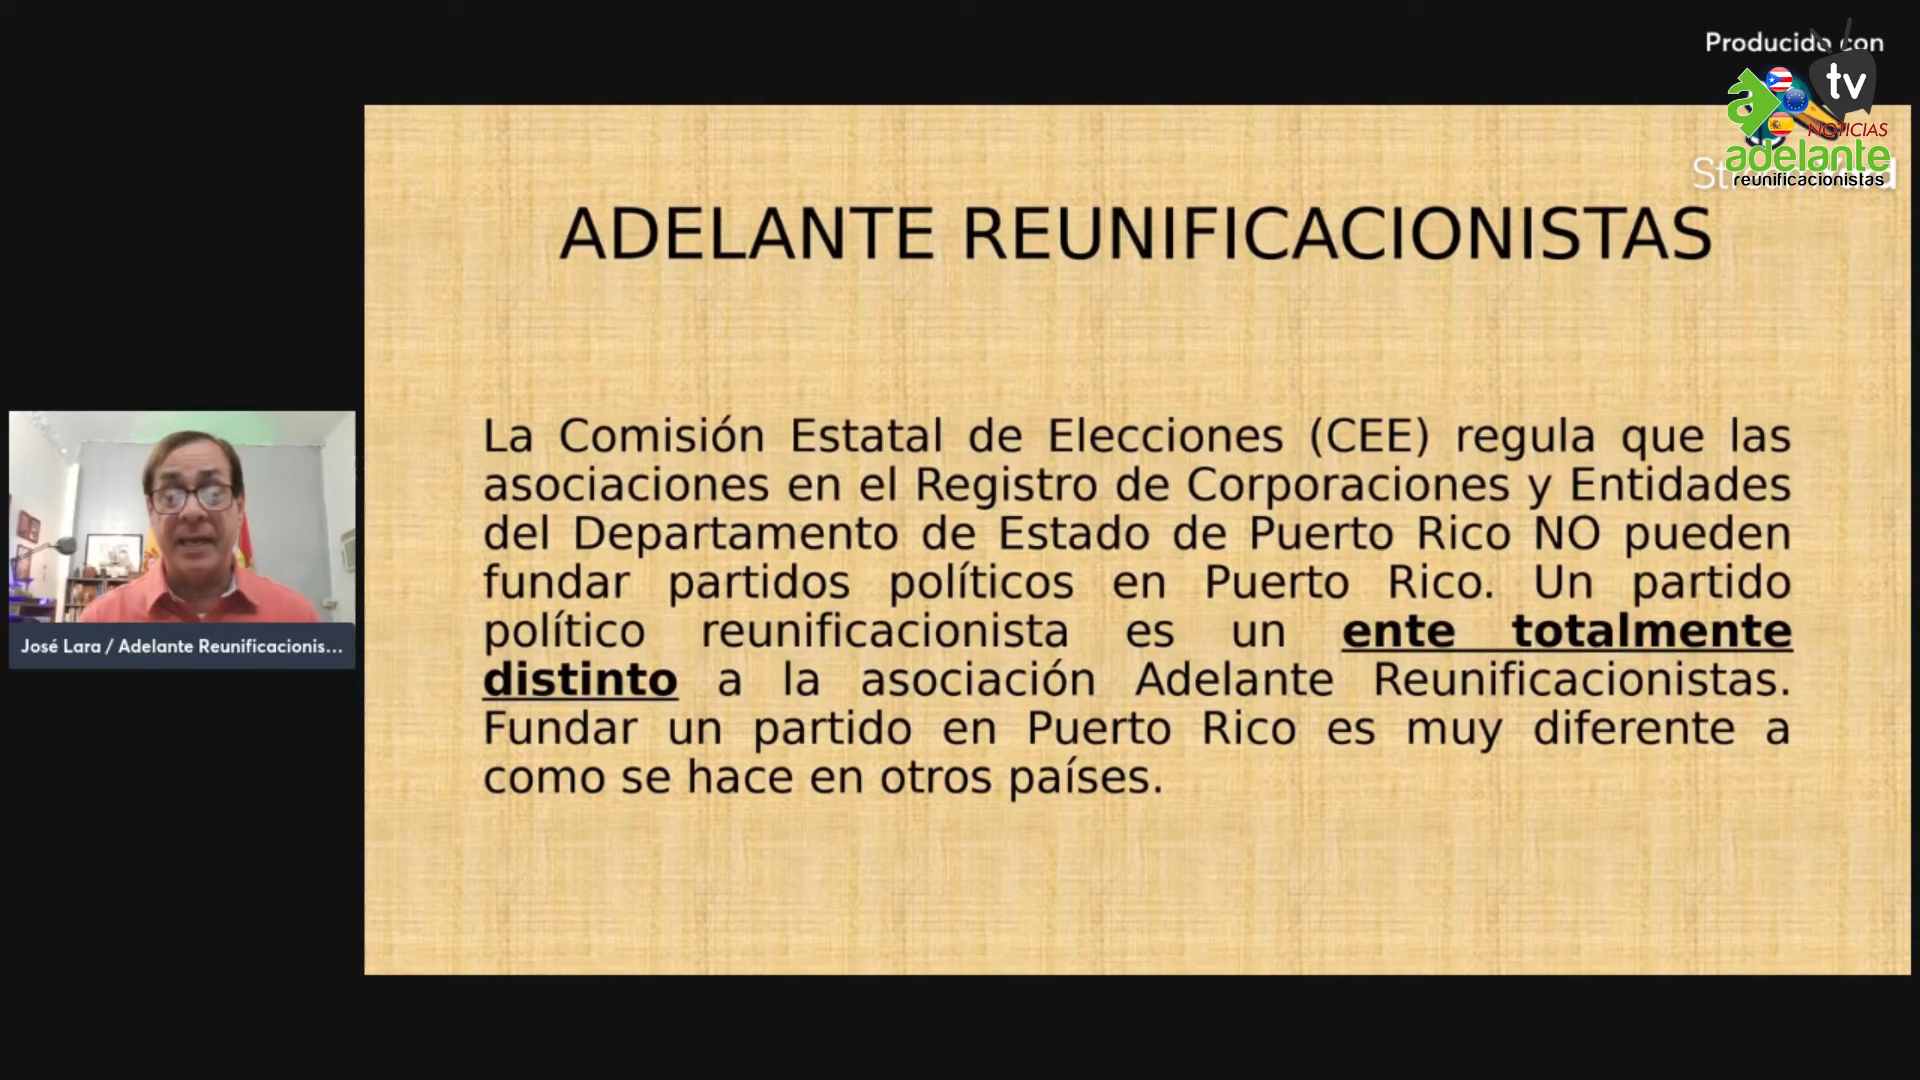 Producido con
tv
NOTICIAS
adelante
reunificacionistas
ADELANTE REUNIFICACIONISTAS
La Comisión Estatal de Elecciones (CEE) regula que las
asociaciones en el Registro de Corporaciones y Entidades
del Departamento de Estado de Puerto Rico NO pueden
fundar partidos políticos en Puerto Rico. Un partido
político reunificacionista es un ente totalmente
distinto a la asociación Adelante Reunificacionistas.
Fundar un partido en Puerto Rico es muy diferente a
como se hace en otros países.
José Lara / Adelante Reunificacionis...